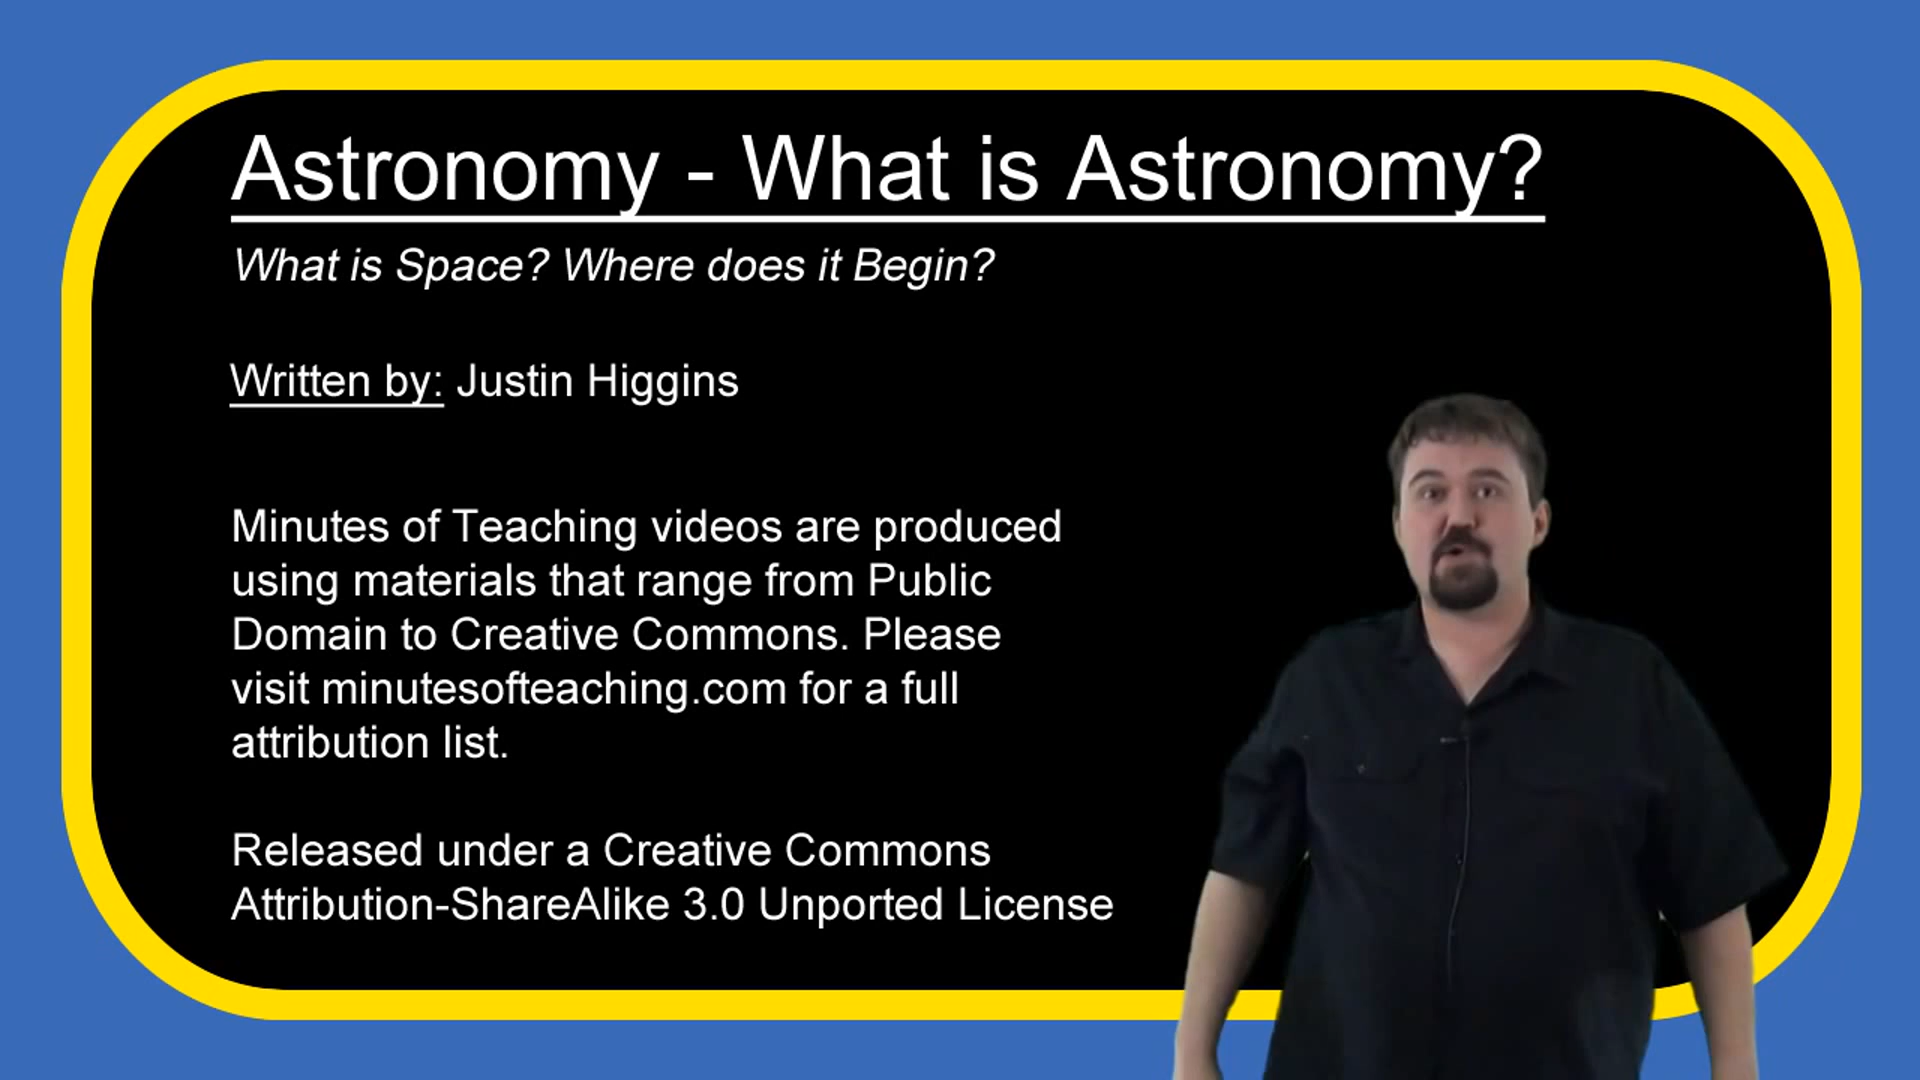 Astronomy - What is Astronomy?
What is Space? Where does it Begin?
Written by: Justin Higgins
Minutes of Teaching videos are produced
using materials that range from Public
Domain to Creative Commons. Please
visit minutesofteaching.com for a full
attribution list.
Released under a Creative Commons
Attribution-ShareAlike 3.0 Unported License